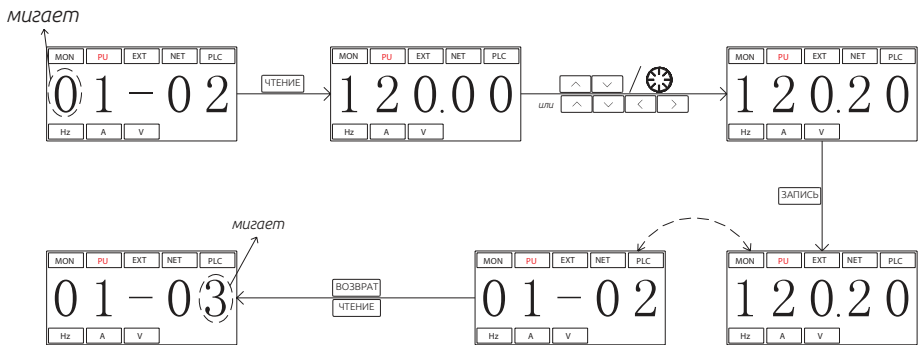 мигает
MON PU EXT NET PLC
01-02
Hz A V
ЧТЕНИЕ
MON PU EXT NET PLC
120.00
Hz A V
/
или
MON PU EXT NET PLC
120.20
Hz A V
ЗАПИСЬ
мигает
MON PU EXT NET PLC
01-03
Hz A V
ВОЗВРАТ
ЧТЕНИЕ
MON PU EXT NET PLC
01-02
Hz A V
MON PU EXT NET PLC
120.20
Hz A V